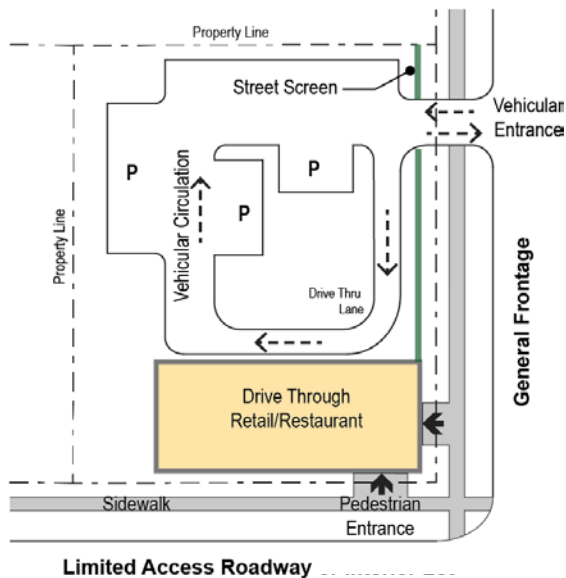 Property Line
Street Screen
Vehicular
Entrance
P
P
P
Vehicular Circulation
Property Line
Drive Thru
Lane
General Frontage
Drive Through
Retail/Restaurant
Sidewalk
Pedestrian
Entrance
Limited Access Roadway